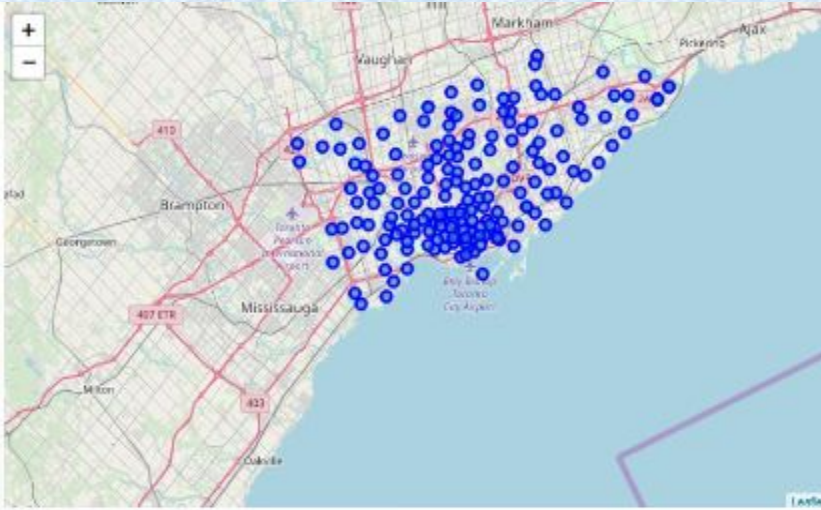 +
−
Markham
Ajax
Pickering
Vaughan
410
Brampton
Toronto
Pearson
International
Airport
Georgetown
Mississauga
Billy Bishop
Toronto
City Airport
407 ETR
Milton
403
Oakville